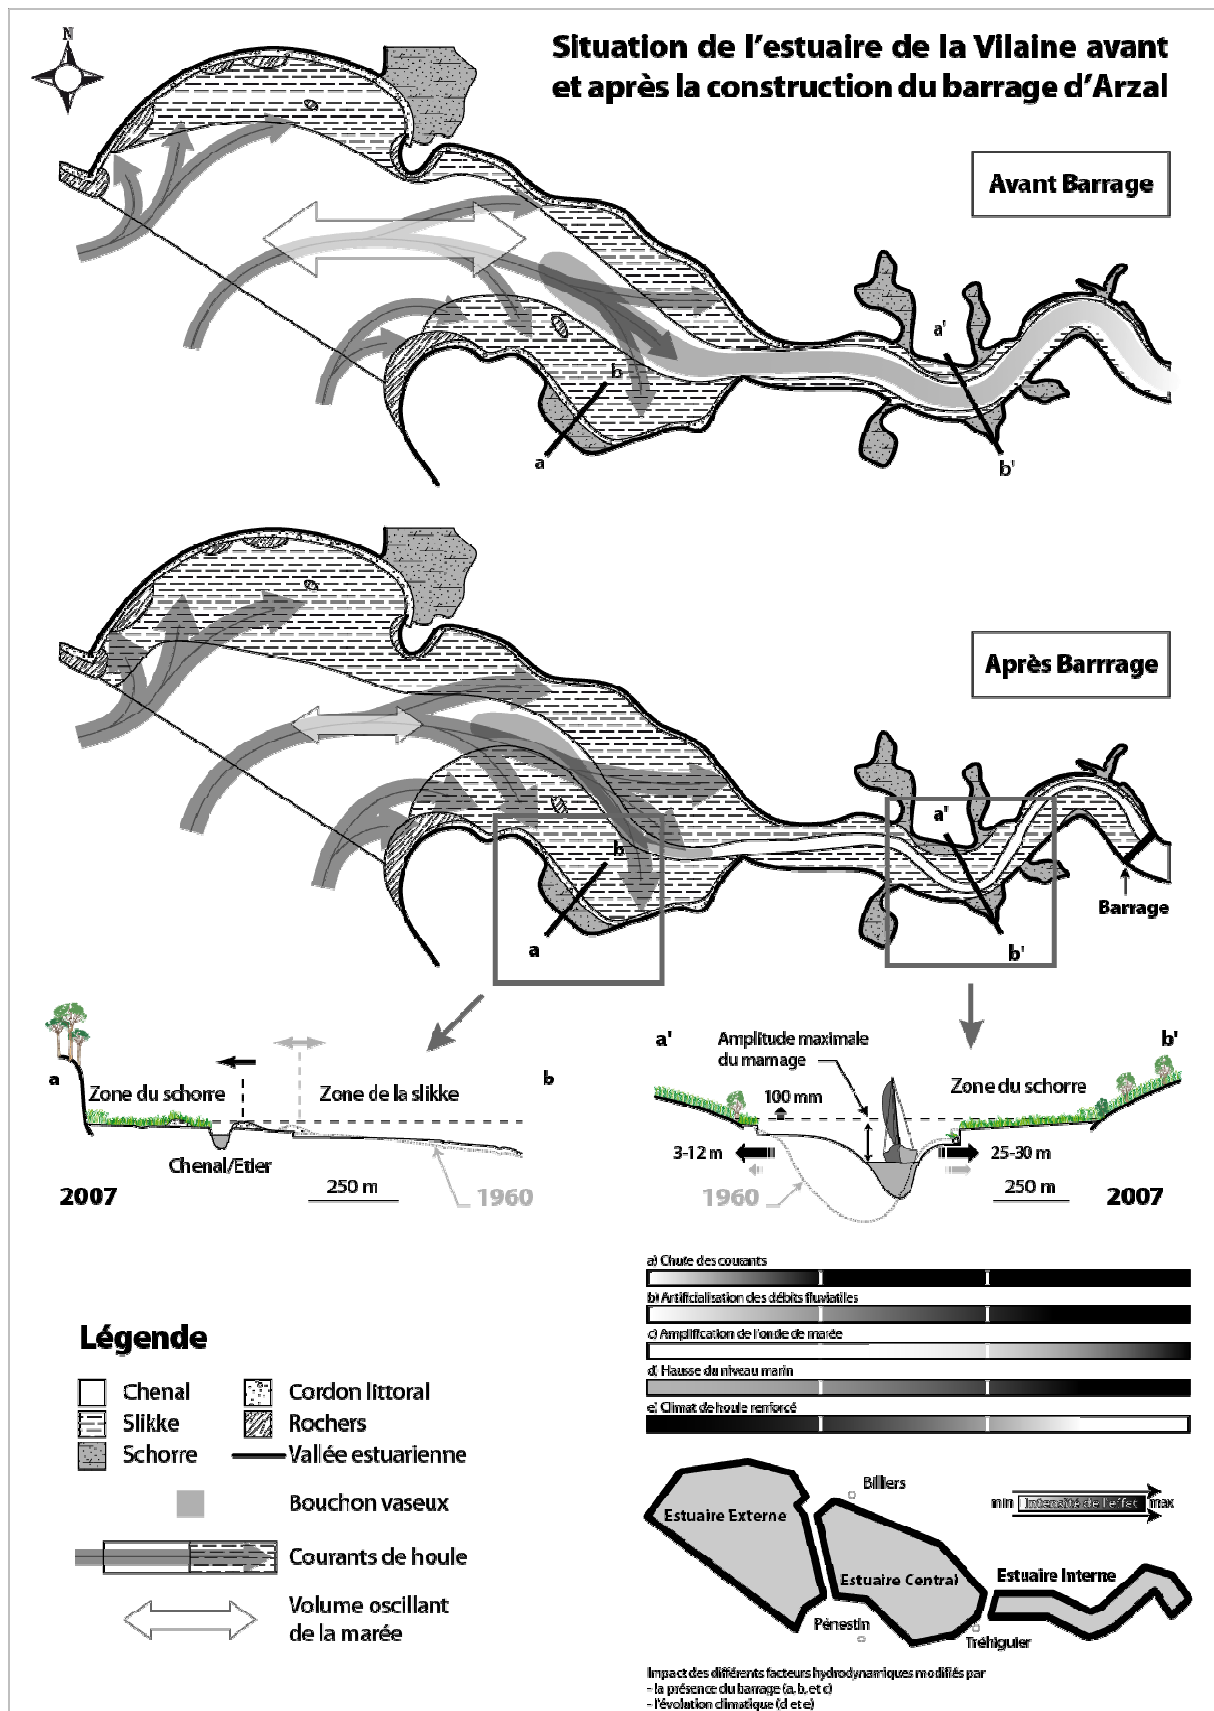 N
Situation de l'estuaire de la Vilaine avant
et après la construction du barrage d'Arzal
Avant Barrage
a'
b
a
b'
Après Barrrage
a'
b
Barrage
a
b'
a
Zone du schorre
Zone de la slikke
b
Chenal/Etier
2007
250 m
1960
a'
Amplitude maximale
du marnage
b'
Zone du schorre
100 mm
3-12 m
25-30 m
1960
250 m
2007
a) Chute des courants
b) Artificialisation des débits fluviatiles
c) Amplification de l'onde de marée
d) Hausse du niveau marin
e) Climat de houle renforcé
Légende
Chenal
Cordon littoral
Slikke
Rochers
Schorre
Vallée estuarienne
Bouchon vaseux
Courants de houle
Volume oscillant
de la marée
Billiers
min Intensité de l'effet max
Estuaire Externe
Estuaire Central
Estuaire Interne
Pénestin
Tréhiguier
Impact des différents facteurs hydrodynamiques modifiés par
- la présence du barrage (a, b, et c)
- l'évolution climatique (d et e)